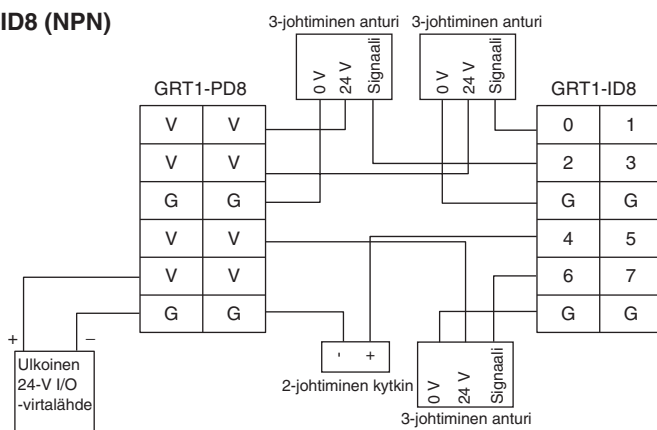 ID8 (NPN)
3-johtiminen anturi 3-johtiminen anturi
0 V 24 V Signaali
0 V 24 V Signaali
GRT1-PD8
GRT1-ID8
V V
V V
G G
V V
V V
G G
0 1
2 3
G G
4 5
6 7
G G
+ –
Ulkoinen
24-V I/O
-virtalähde
- +
2-johtiminen kytkin
0 V 24 V Signaali
3-johtiminen anturi